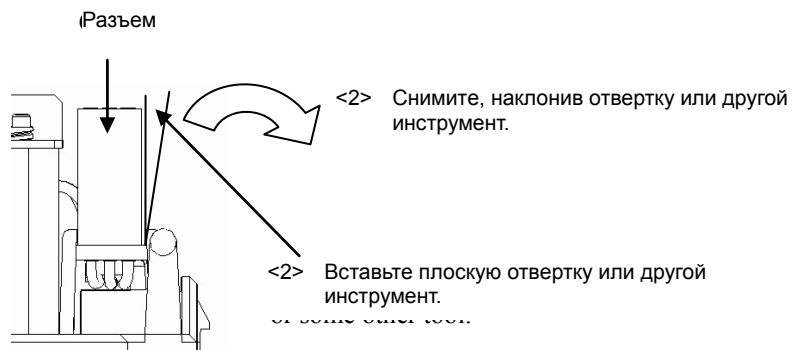 Разъем
<2> Снимите, наклонив отвертку или другой
инструмент.
<2> Вставьте плоскую отвертку или другой
инструмент.
or some other tool.